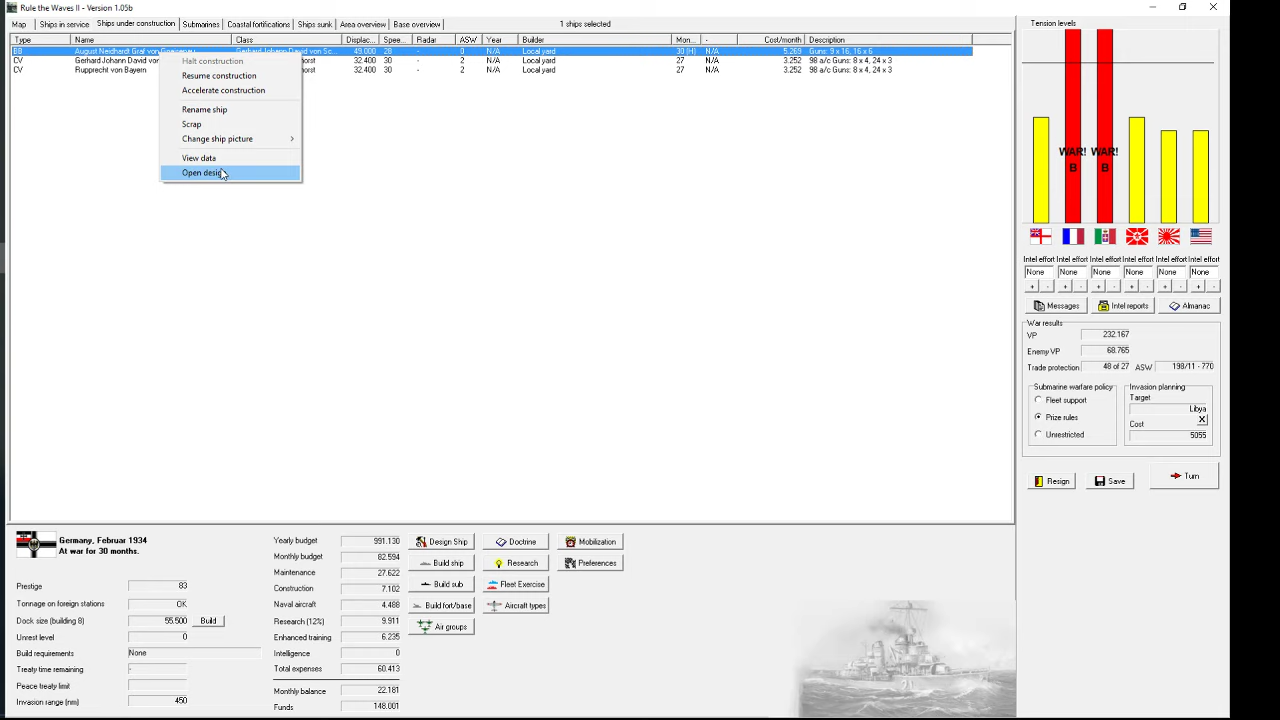 Rule the Waves II - Version 1.05b
Map Ships in service Ships under construction Submarines Coastal fortifications Ships sunk Area overview Base overview 1 ships selected
Type Name Class Displac... Spee... Radar ASW Year Builder Mon... - Cost/month Description
BB August Neidhardt Graf von Gneisenau Gerhard Johann David von Sc... 49.000 28 - 0 N/A Local yard 30 (H) N/A 5.269 Guns: 9 x 16, 16 x 6
CV Gerhard Johann David von 32.400 30 - 2 N/A Local yard 27 N/A 3.252 98 a/c Guns: 8 x 4, 24 x 3
CV Rupprecht von Bayern 32.400 30 - 2 N/A Local yard 27 N/A 3.252 98 a/c Guns: 8 x 4, 24 x 3
Halt construction
Resume construction
Accelerate construction
Rename ship
Scrap
Change ship picture
View data
Open design
Tension levels
WAR! WAR!
B B
Intel effort Intel effort Intel effort Intel effort Intel effort Intel effort
None None None None None None
+ - + - + - + - + - + -
Messages Intel reports Almanac
War results
VP 232.167
Enemy VP 68.765
Trade protection 48 of 27 ASW 198/11 - 770
Submarine warfare policy
Fleet support
Prize rules
Unrestricted
Invasion planning
Target
Libya
X
Cost
5055
Resign Save Turn
Germany, Februar 1934
At war for 30 months.
Prestige 83
Tonnage on foreign stations OK
Dock size (building 8) 55.500 Build
Unrest level 0
Build requirements None
Treaty time remaining -
Peace treaty limit
Invasion range (nm) 450
Yearly budget 991.130
Monthly budget 82.594
Maintenance 27.622
Construction 7.102
Naval aircraft 4.488
Research (12%) 9.911
Enhanced training 6.235
Intelligence 0
Total expenses 60.413
Monthly balance 22.181
Funds 148.001
Design Ship Doctrine Mobilization
Build ship Research Preferences
Build sub Fleet Exercise
Build fort/base Aircraft types
Air groups